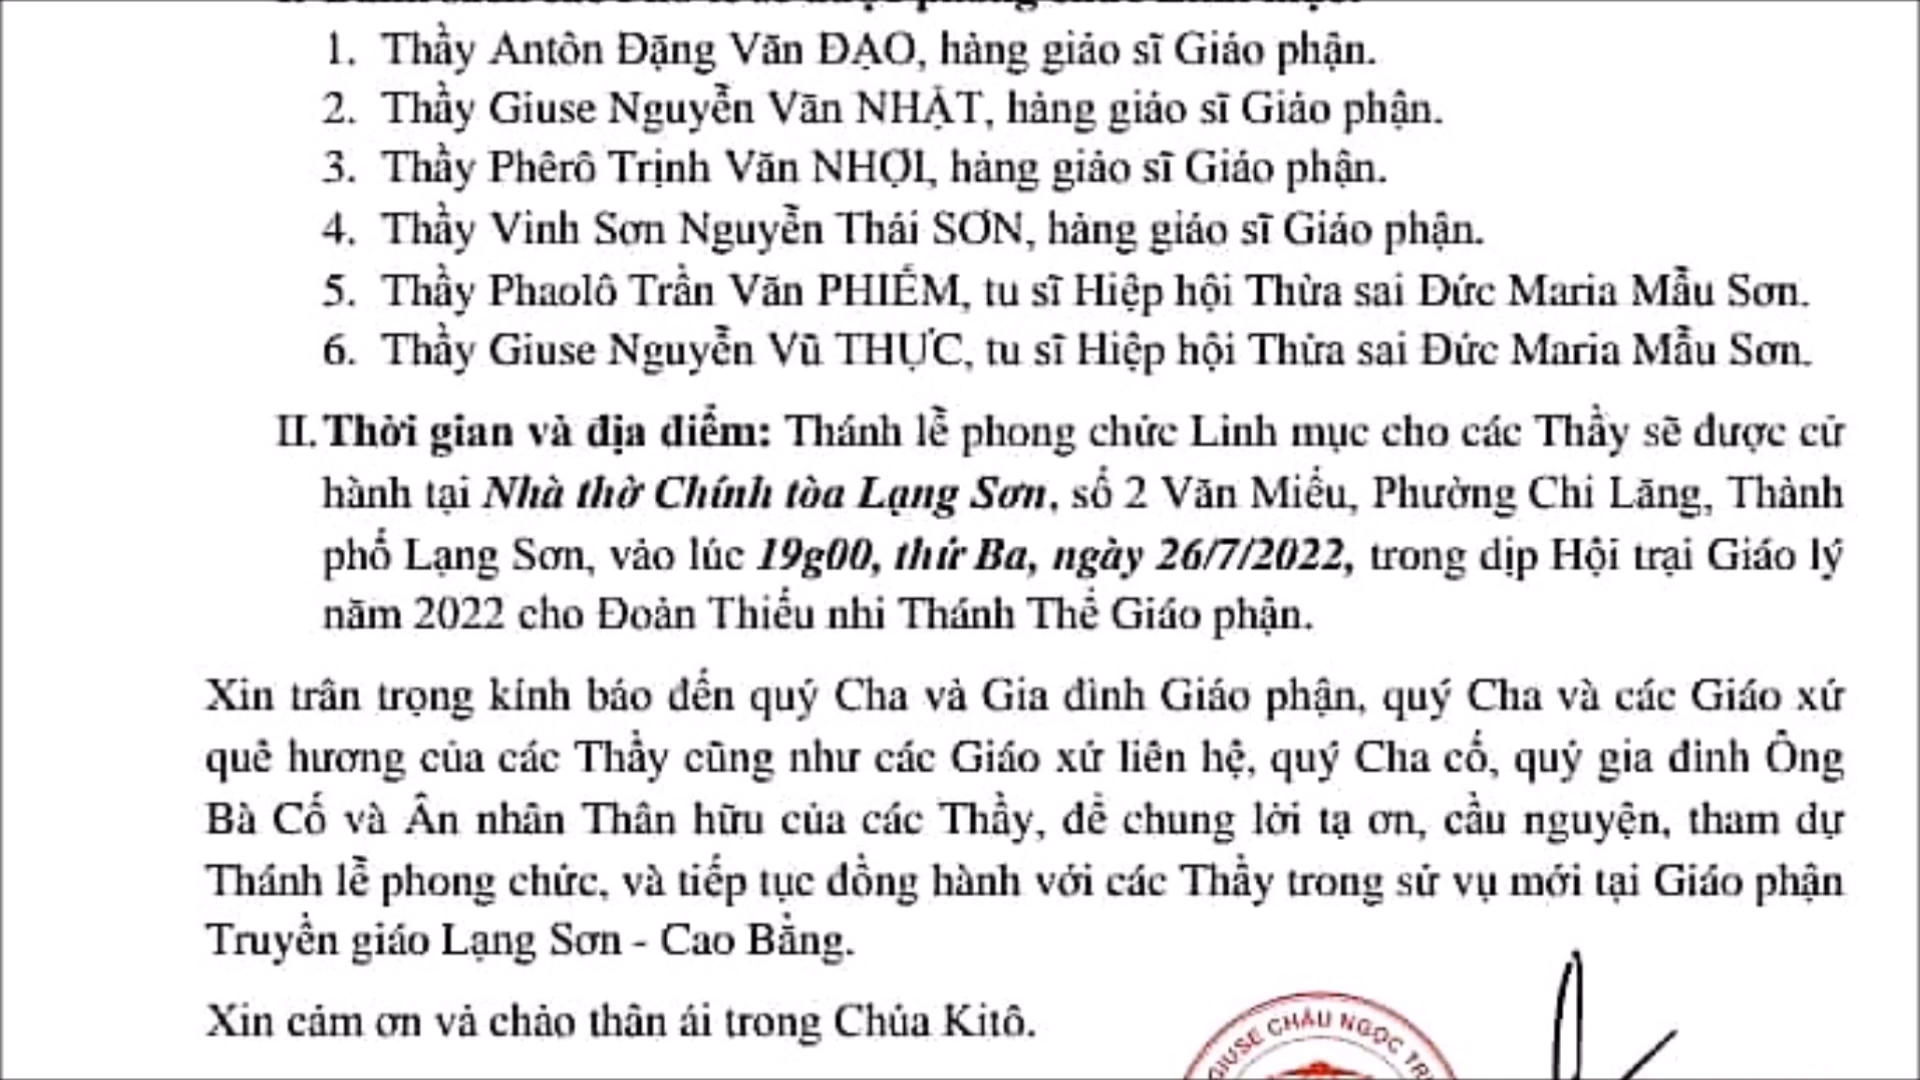 1. Thầy Antôn Đặng Văn ĐẠO, hàng giáo sĩ Giáo phận.
2. Thầy Giuse Nguyễn Văn NHẬT, hàng giáo sĩ Giáo phận.
3. Thầy Phêrô Trịnh Văn NHỢI, hàng giáo sĩ Giáo phận.
4. Thầy Vinh Sơn Nguyễn Thái SƠN, hàng giáo sĩ Giáo phận.
5. Thầy Phaolô Trần Văn PHIẾM, tu sĩ Hiệp hội Thừa sai Đức Maria Mẫu Sơn.
6. Thầy Giuse Nguyễn Vũ THỰC, tu sĩ Hiệp hội Thừa sai Đức Maria Mẫu Sơn.
II. Thời gian và địa điểm: Thánh lễ phong chức Linh mục cho các Thầy sẽ được cử
hành tại Nhà thờ Chính tòa Lạng Sơn, số 2 Văn Miếu, Phường Chi Lăng, Thành
phố Lạng Sơn, vào lúc 19g00, thứ Ba, ngày 26/7/2022, trong dịp Hội trại Giáo lý
năm 2022 cho Đoàn Thiếu nhi Thánh Thể Giáo phận.
Xin trân trọng kính báo đến quý Cha và Gia đình Giáo phận, quý Cha và các Giáo xứ
quê hương của các Thầy cũng như các Giáo xứ liên hệ, quý Cha cố, quý gia đình Ông
Bà Cố và Ân nhân Thân hữu của các Thầy, để chung lời tạ ơn, cầu nguyện, tham dự
Thánh lễ phong chức, và tiếp tục đồng hành với các Thầy trong sứ vụ mới tại Giáo phận
Truyền giáo Lạng Sơn - Cao Bằng.
Xin cảm ơn và chào thân ái trong Chúa Kitô.
GIUSE CHÂU NGỌC TRI